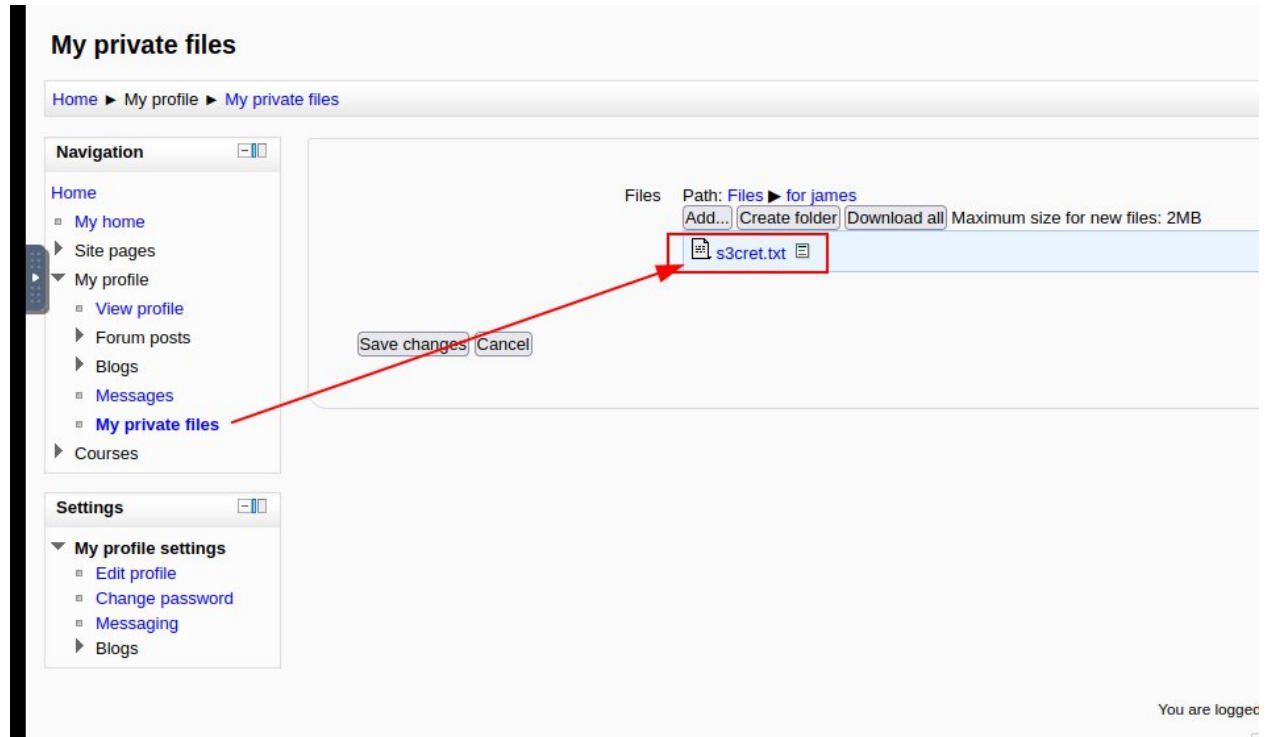 My private files
Home ► My profile ► My private files
Navigation
Home
My home
Site pages
My profile
View profile
Forum posts
Blogs
Messages
My private files
Courses
Settings
My profile settings
Edit profile
Change password
Messaging
Blogs
Files Path: Files ► for james
Add... Create folder Download all Maximum size for new files: 2MB
s3cret.txt
Save changes Cancel
You are logged